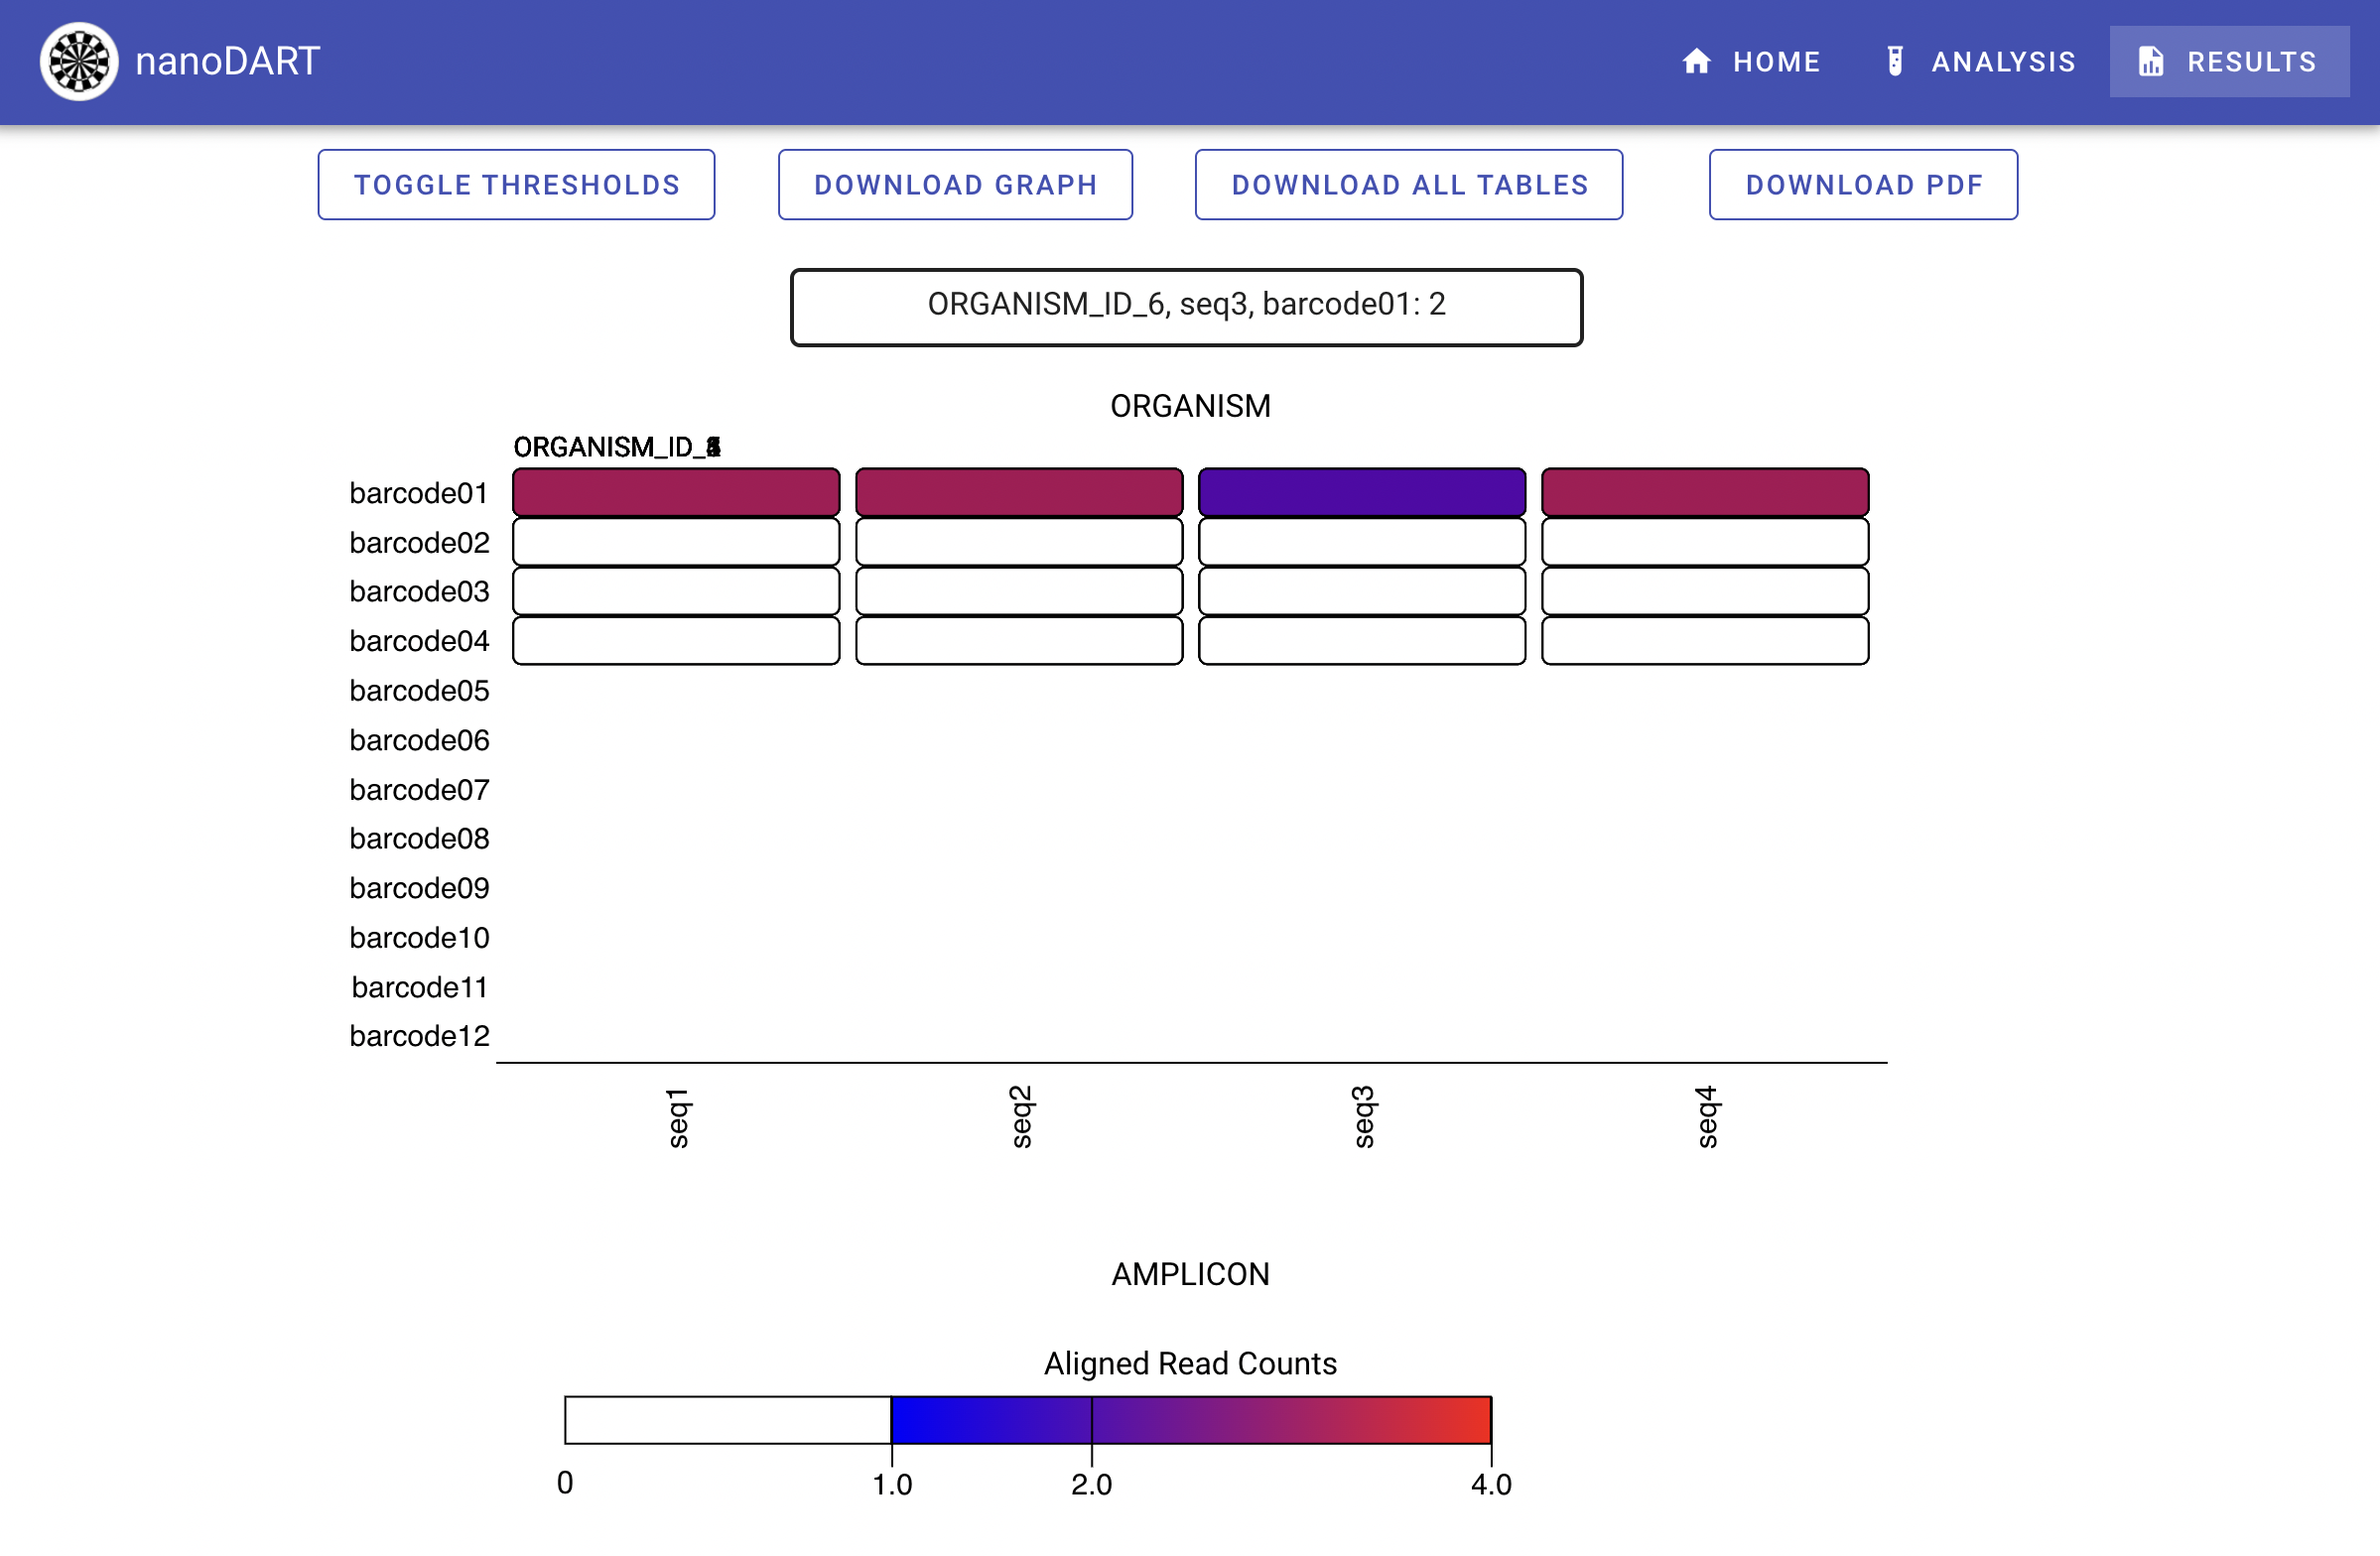 nanoDART
HOME
ANALYSIS
RESULTS
TOGGLE THRESHOLDS
DOWNLOAD GRAPH
DOWNLOAD ALL TABLES
DOWNLOAD PDF
ORGANISM_ID_6, seq3, barcode01: 2
ORGANISM
barcode01
barcode02
barcode03
barcode04
barcode05
barcode06
barcode07
barcode08
barcode09
barcode10
barcode11
barcode12
seq1
seq2
seq3
seq4
AMPLICON
Aligned Read Counts
0
1.0
2.0
4.0